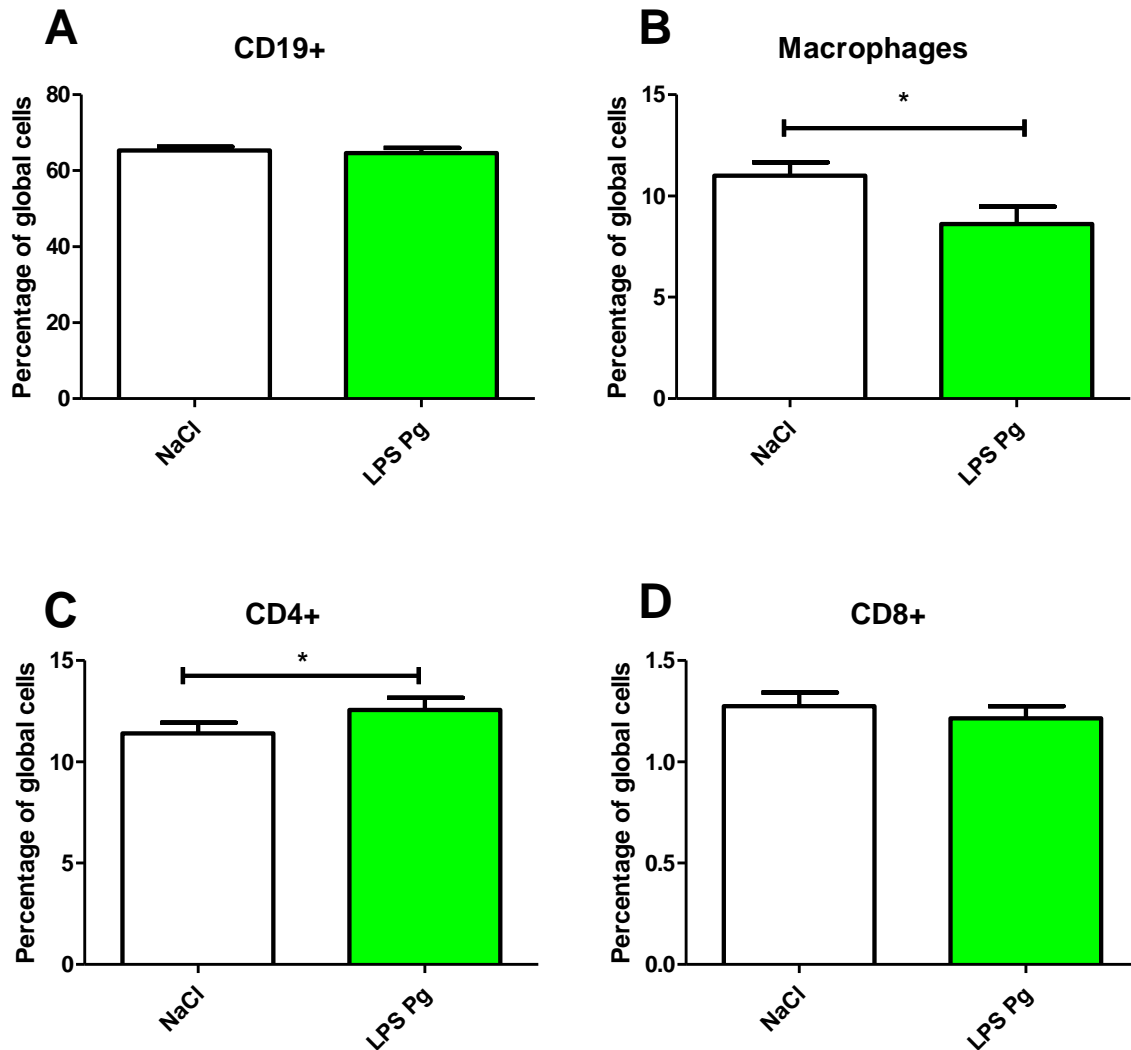 A
CD19+
Percentage of global cells
80
60
40
20
0
NaCl
LPS Pg
B
Macrophages
*
Percentage of global cells
15
10
5
0
NaCl
LPS Pg
C
CD4+
*
Percentage of global cells
15
10
5
0
NaCl
LPS Pg
D
CD8+
Percentage of global cells
1.5
1.0
0.5
0.0
NaCl
LPS Pg